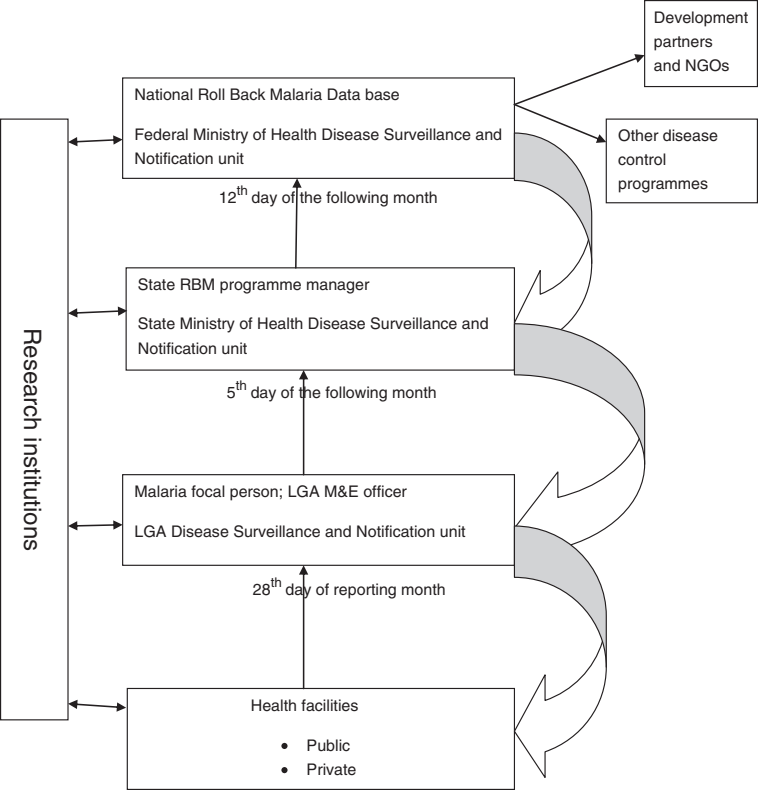 Development
partners
and NGOs
National Roll Back Malaria Data base
Federal Ministry of Health Disease Surveillance and
Notification unit
Other disease
control
programmes
12th day of the following month
State RBM programme manager
State Ministry of Health Disease Surveillance and
Notification unit
Research institutions
5th day of the following month
Malaria focal person; LGA M&E officer
LGA Disease Surveillance and Notification unit
28th day of reporting month
Health facilities
• Public
• Private